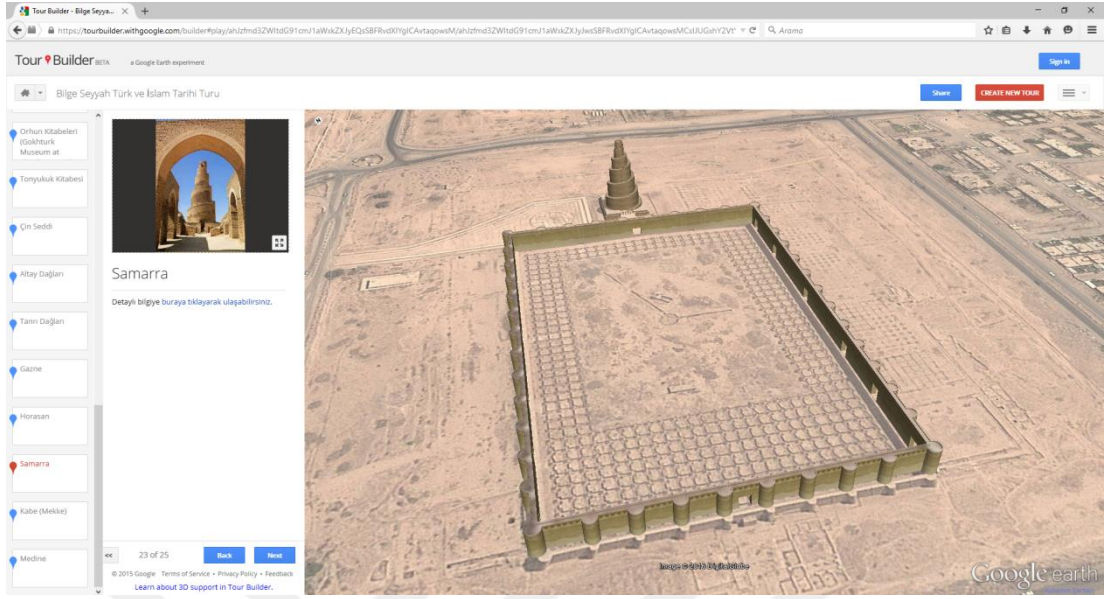 Tour Builder - Bilge Seyya...
https://tourbuilder.withgoogle.com/builder#play/
Arama
Tour Builder BETA a Google Earth experiment
Sign in
Bilge Seyyah Türk ve İslam Tarihi Turu
Share
CREATE NEW TOUR
Orhun Kitabeleri
(Gokhturk
Museum at
Tonyukuk Kitabesi
Çin Seddi
Altay Dağları
Tanrı Dağları
Gazne
Horasan
Samarra
Kabe (Mekke)
Medine
Samarra
Detaylı bilgiye buraya tıklayarak ulaşabilirsiniz.
<< 23 of 25 Back Next
© 2015 Google Terms of Service • Privacy Policy • Feedback
Learn about 3D support in Tour Builder.
Image © 2015 DigitalGlobe
Google earth